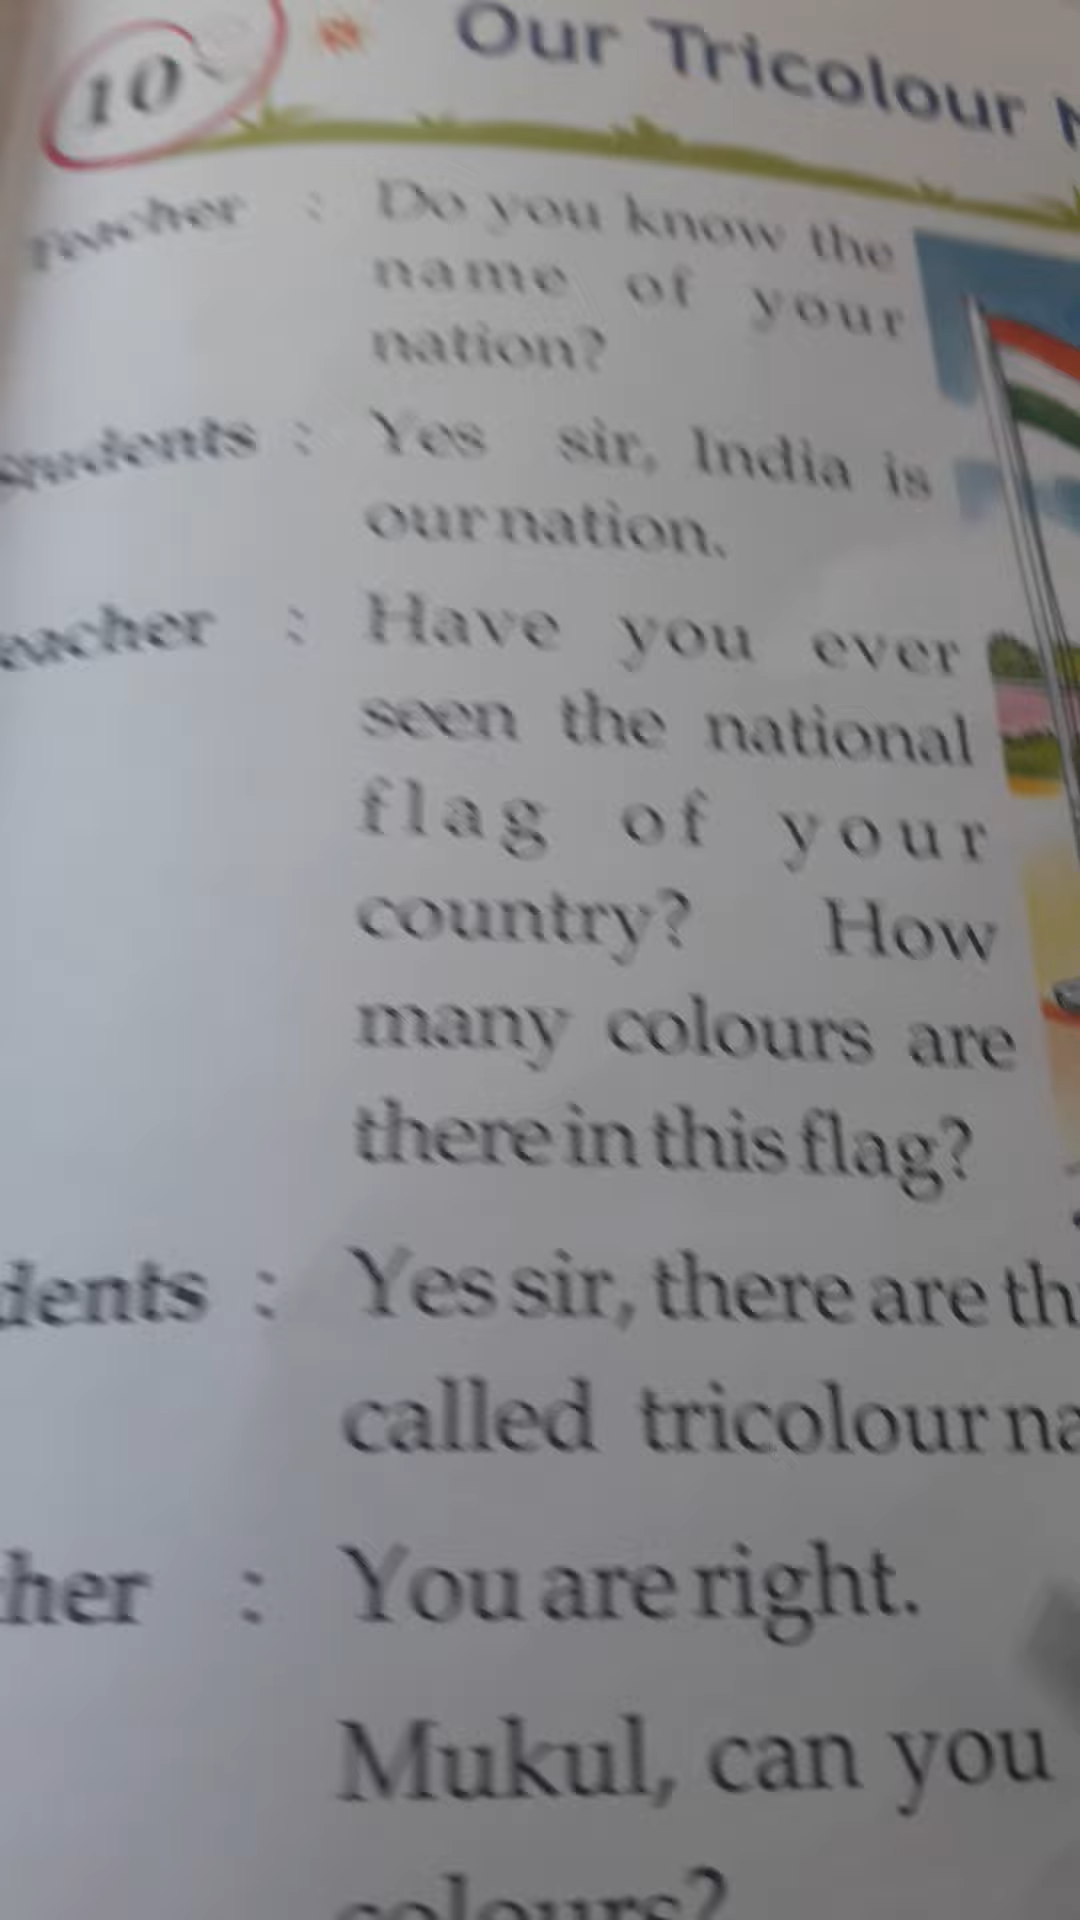 10 Our Tricolour
Teacher : Do you know the
name of your
nation?
Students : Yes sir, India is
our nation.
eacher : Have you ever
seen the national
flag of your
country? How
many colours are
there in this flag?
dents : Yes sir, there are th
called tricolour na
her : You are right.
Mukul, can you
colours?